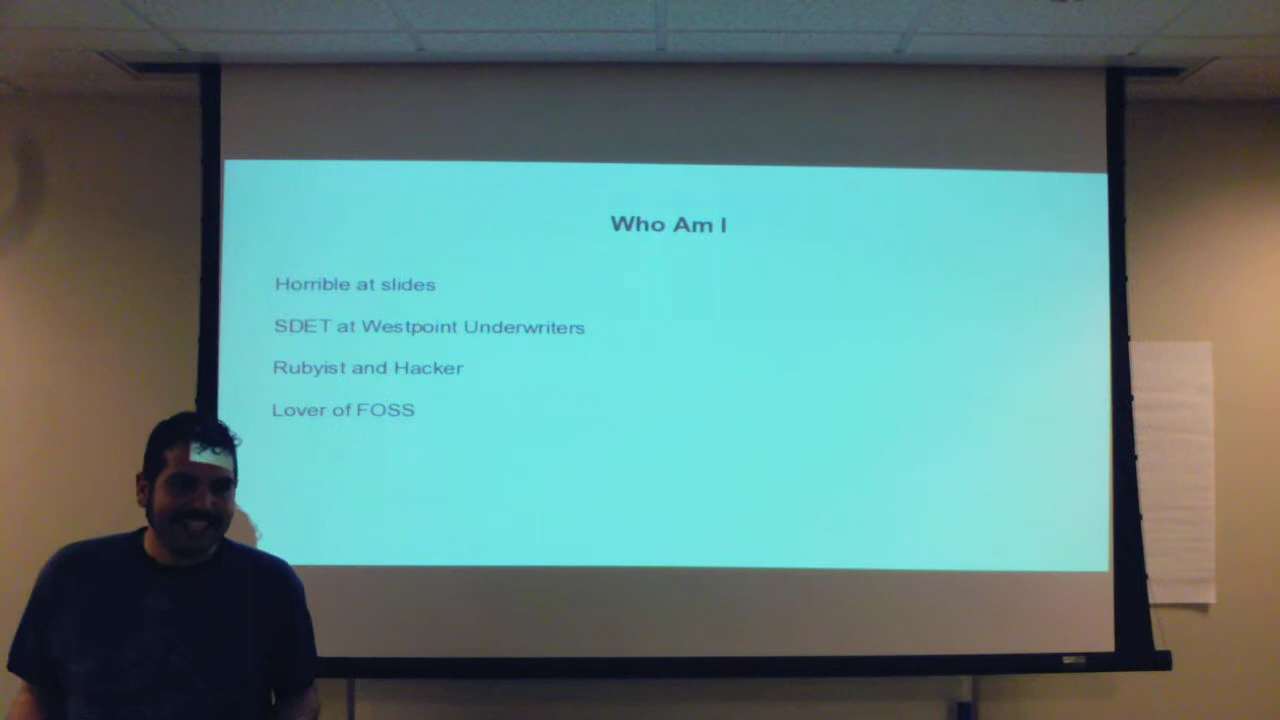 Who Am I
Horrible at slides
SDET at Westpoint Underwriters
Rubyist and Hacker
Lover of FOSS